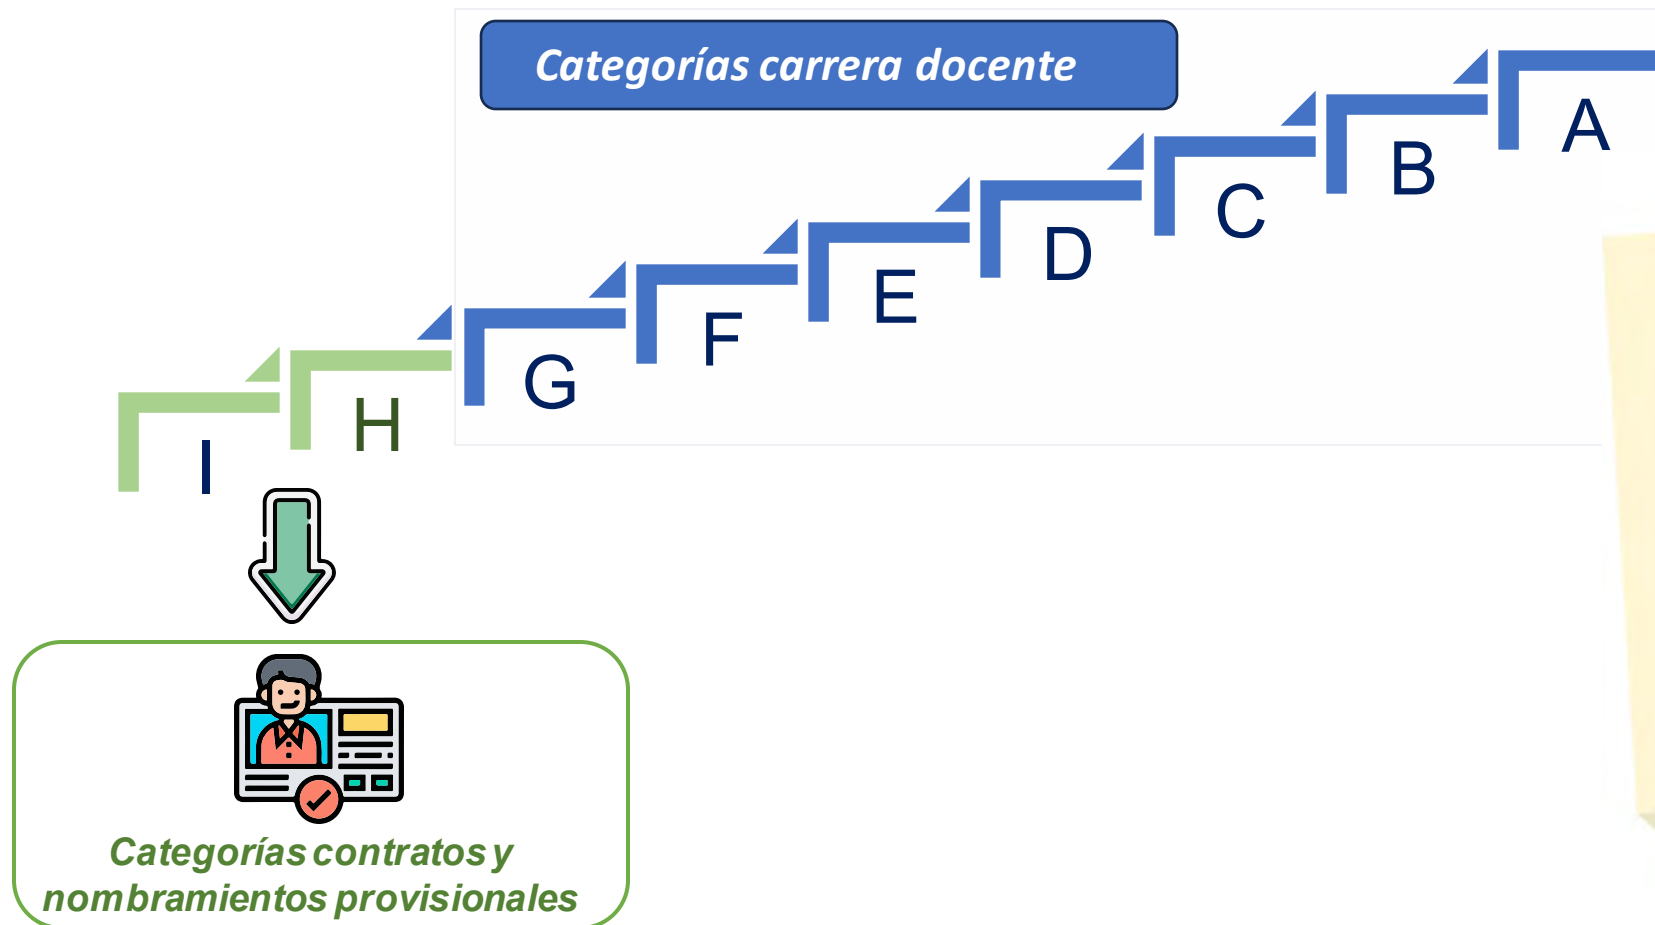 Categorías carrera docente
A
B
C
D
E
F
G
H
I
Categorías contratos y
nombramientos provisionales